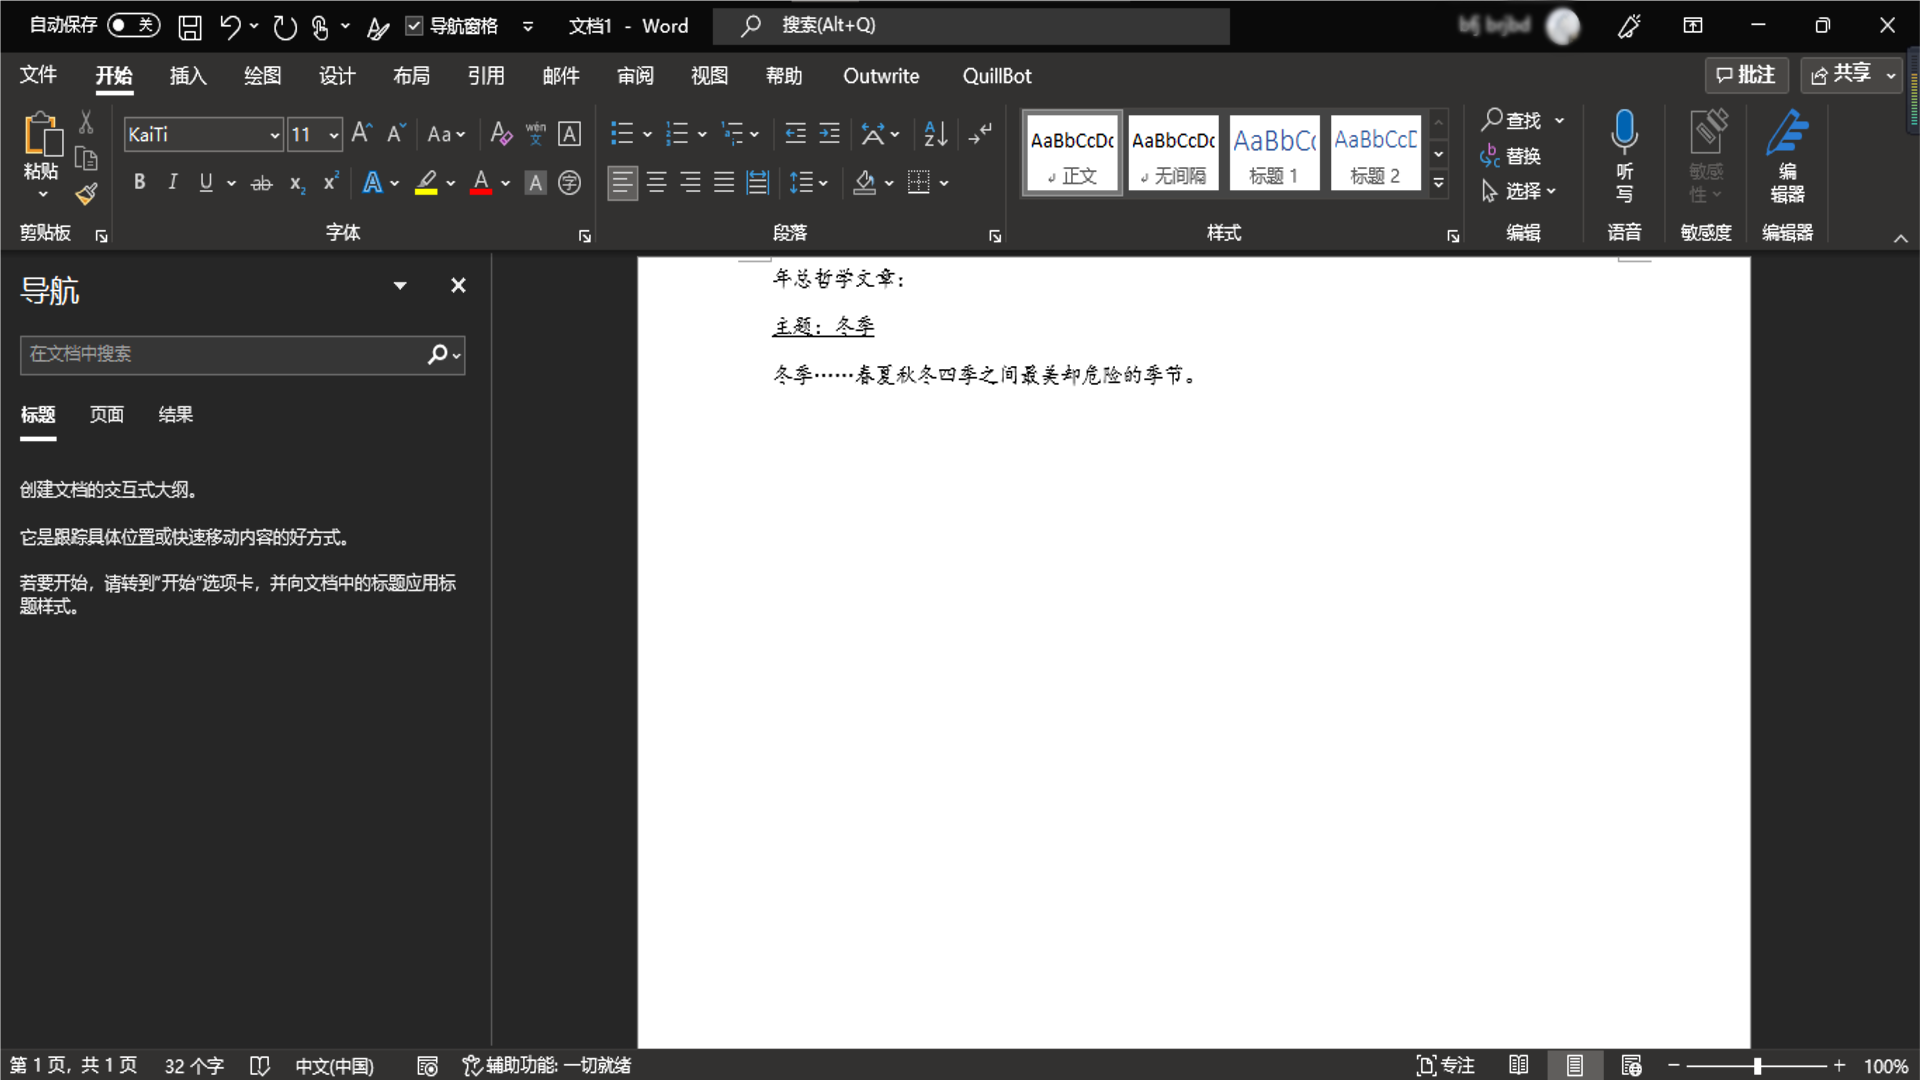 自动保存 关 导航窗格 文档1 - Word 搜索(Alt+Q)
文件 开始 插入 绘图 设计 布局 引用 邮件 审阅 视图 帮助 Outwrite QuillBot 批注 共享
粘贴
剪贴板
KaiTi 11 A A Aa A wén 文 A
B I U ab x₂ x² A A A 字
字体
段落
AaBbCcDc AaBbCcDc AaBbCc AaBbCcD
正文 无间隔 标题 1 标题 2
样式
查找
替换
选择
编辑
听
写
语音
敏感
性
敏感度
编
辑器
编辑器
导航
在文档中搜索
标题 页面 结果
创建文档的交互式大纲。
它是跟踪具体位置或快速移动内容的好方式。
若要开始，请转到"开始"选项卡，并向文档中的标题应用标
题样式。
年总哲学文章：
主题：冬季
冬季……春夏秋冬四季之间最美却危险的季节。
第 1 页，共 1 页 32 个字 中文(中国) 辅助功能: 一切就绪 专注 100%